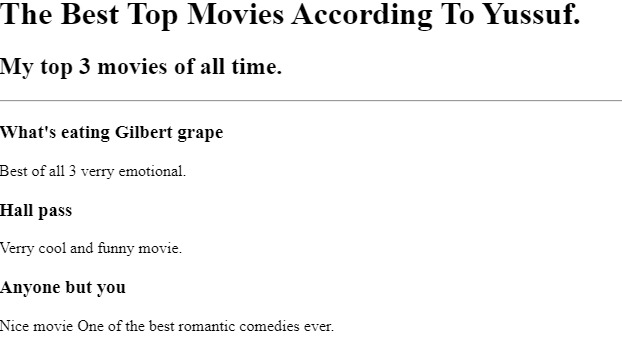 The Best Top Movies According To Yussuf.
My top 3 movies of all time.
What's eating Gilbert grape
Best of all 3 verry emotional.
Hall pass
Verry cool and funny movie.
Anyone but you
Nice movie One of the best romantic comedies ever.